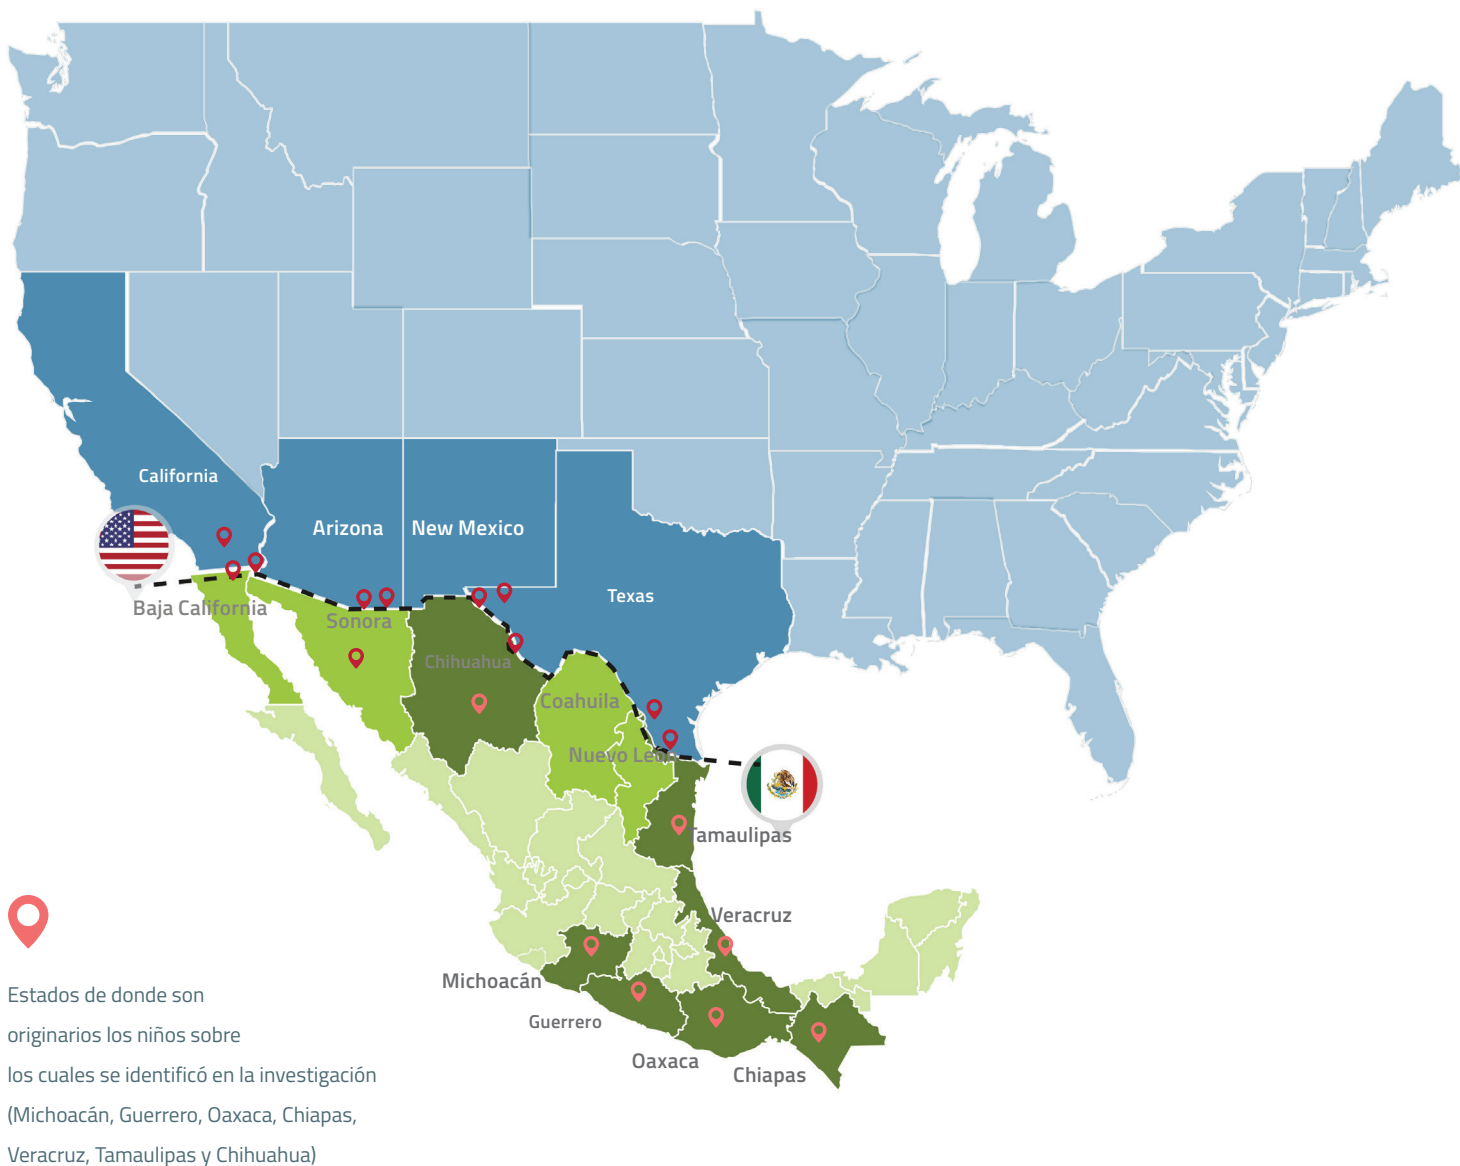 California
Arizona
New Mexico
Texas
Baja California
Sonora
Chihuahua
Coahuila
Nuevo León
Tamaulipas
Veracruz
Michoacán
Guerrero
Oaxaca
Chiapas
Estados de donde son
originarios los niños sobre
los cuales se identificó en la investigación
(Michoacán, Guerrero, Oaxaca, Chiapas,
Veracruz, Tamaulipas y Chihuahua)